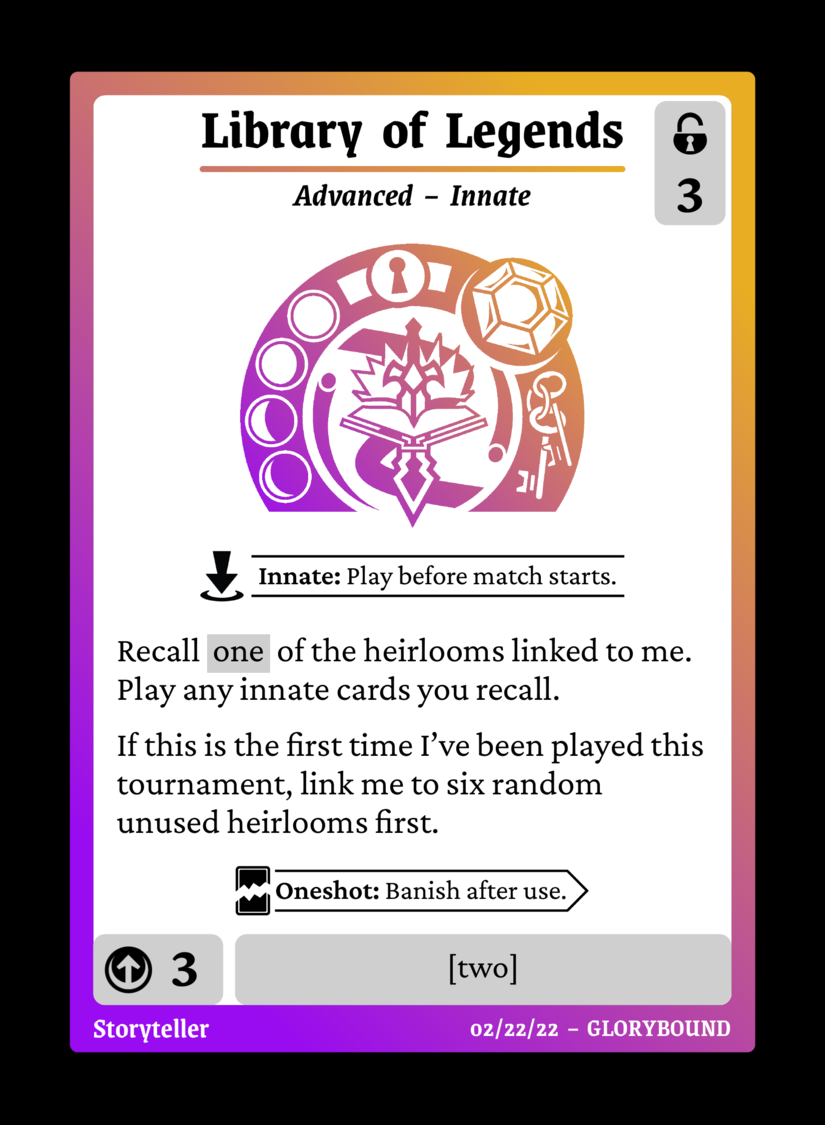 Library of Legends
3
Advanced – Innate
Innate: Play before match starts.
Recall one of the heirlooms linked to me.
Play any innate cards you recall.
If this is the first time I’ve been played this
tournament, link me to six random
unused heirlooms first.
Oneshot: Banish after use.
3
[two]
Storyteller
02/22/22 – GLORYBOUND